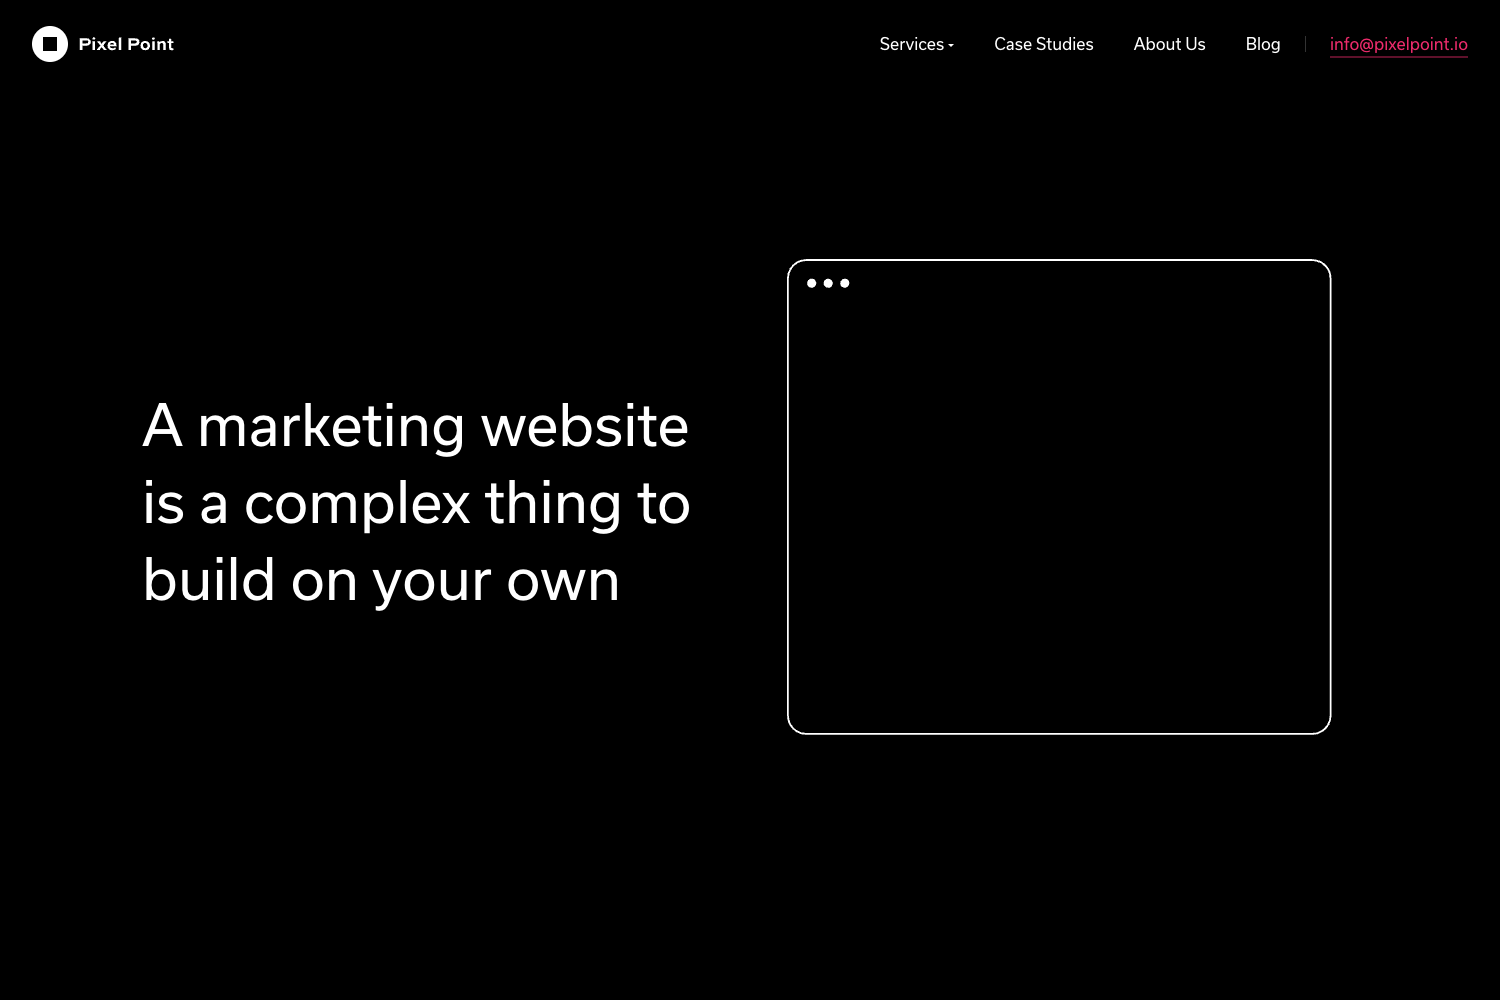 Pixel Point
Services
Case Studies
About Us
Blog
info@pixelpoint.io
A marketing website
is a complex thing to
build on your own